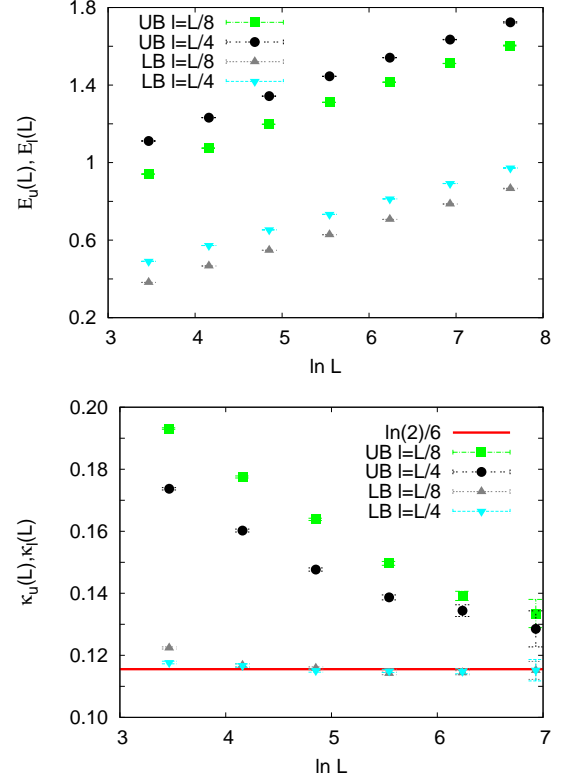 1.8
1.4
1
0.6
0.2
E_u(L), E_l(L)
UB l=L/8
UB l=L/4
LB l=L/8
LB l=L/4
3 4 5 6 7 8
ln L
0.20
0.18
0.16
0.14
0.12
0.10
κ_u(L),κ_l(L)
ln(2)/6
UB l=L/8
UB l=L/4
LB l=L/8
LB l=L/4
3 4 5 6 7
ln L